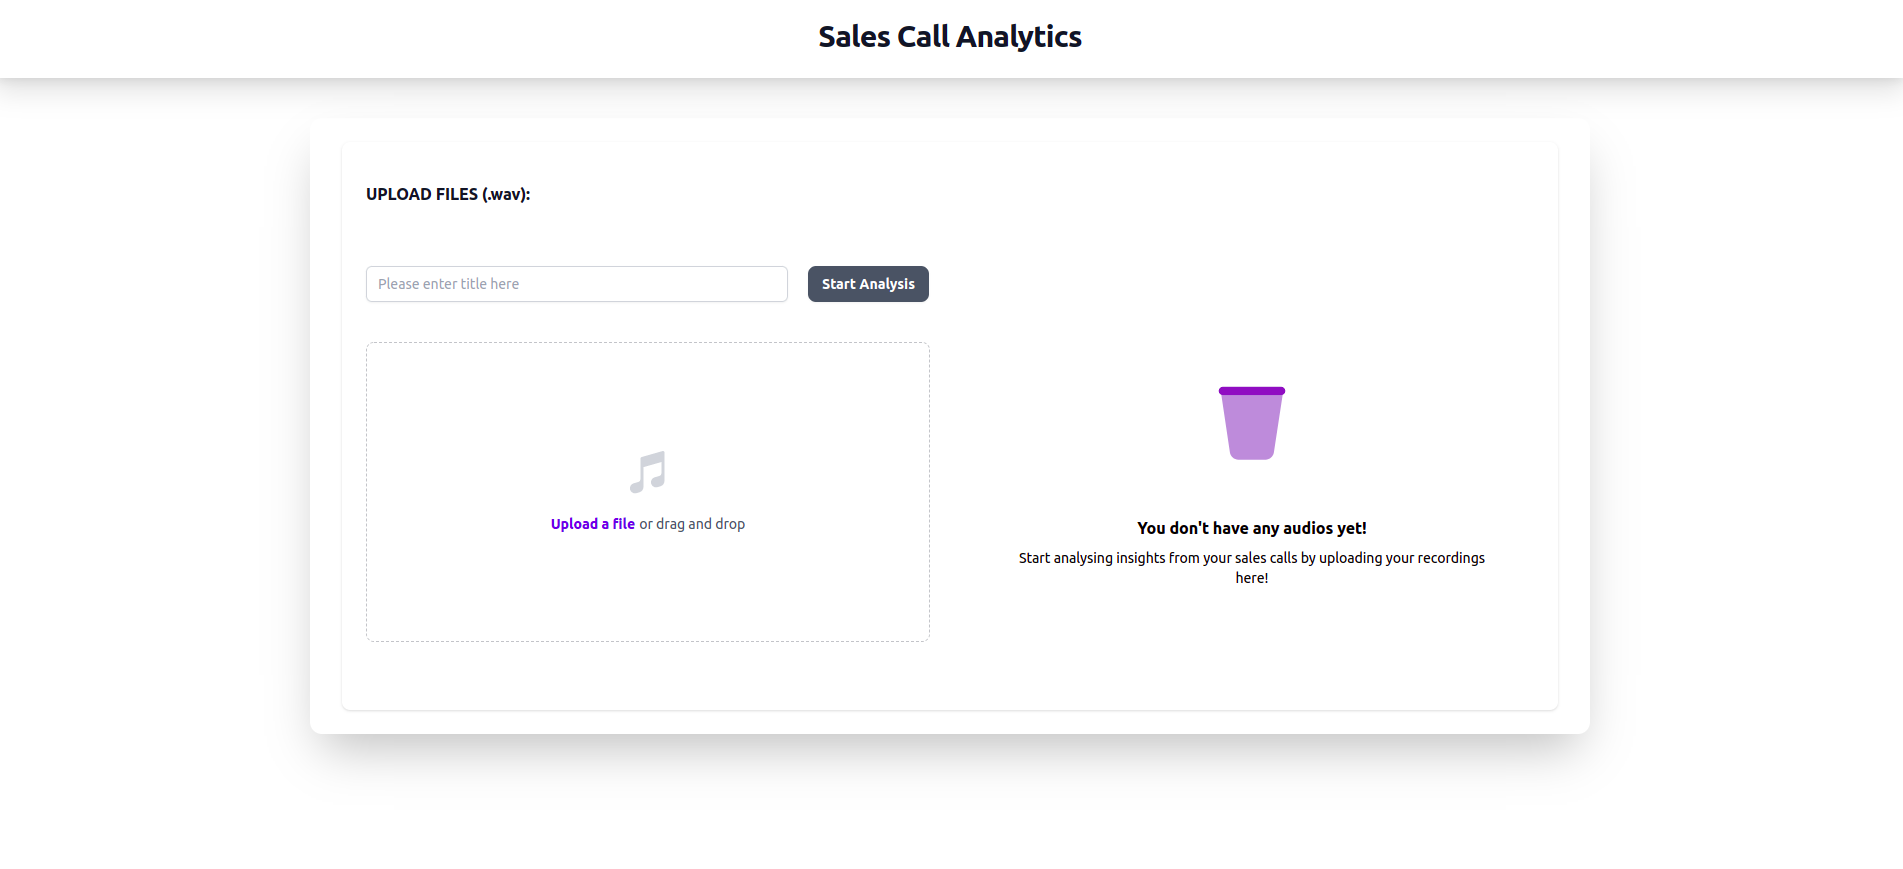 Sales Call Analytics
UPLOAD FILES (.wav):
Please enter title here
Start Analysis
Upload a file or drag and drop
You don't have any audios yet!
Start analysing insights from your sales calls by uploading your recordings
here!